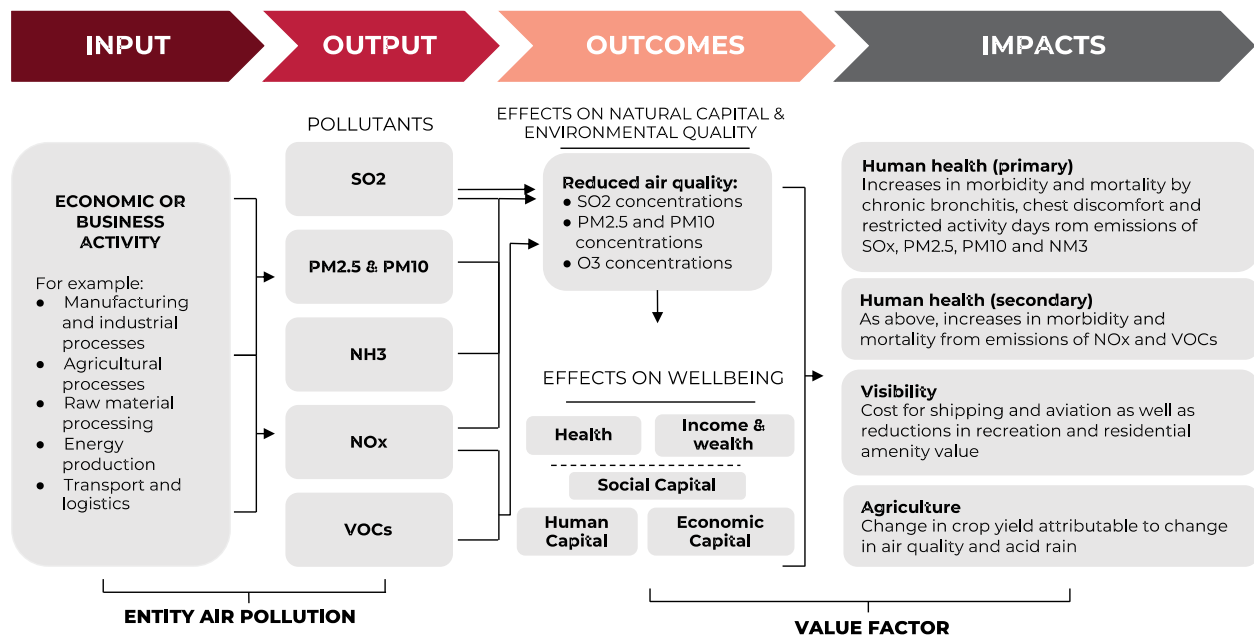 INPUT
OUTPUT
OUTCOMES
IMPACTS
ECONOMIC OR
BUSINESS
ACTIVITY
For example:
● Manufacturing
and industrial
processes
● Agricultural
processes
● Raw material
processing
● Energy
production
● Transport and
logistics
POLLUTANTS
SO2
PM2.5 & PM10
NH3
NOx
VOCs
EFFECTS ON NATURAL CAPITAL &
ENVIRONMENTAL QUALITY
Reduced air quality:
● SO2 concentrations
● PM2.5 and PM10
concentrations
● O3 concentrations
EFFECTS ON WELLBEING
Health
Income &
wealth
Social Capital
Human
Capital
Economic
Capital
Human health (primary)
Increases in morbidity and mortality by
chronic bronchitis, chest discomfort and
restricted activity days rom emissions of
SOx, PM2.5, PM10 and NM3
Human health (secondary)
As above, increases in morbidity and
mortality from emissions of NOx and VOCs
Visibility
Cost for shipping and aviation as well as
reductions in recreation and residential
amenity value
Agriculture
Change in crop yield attributable to change
in air quality and acid rain
ENTITY AIR POLLUTION
VALUE FACTOR